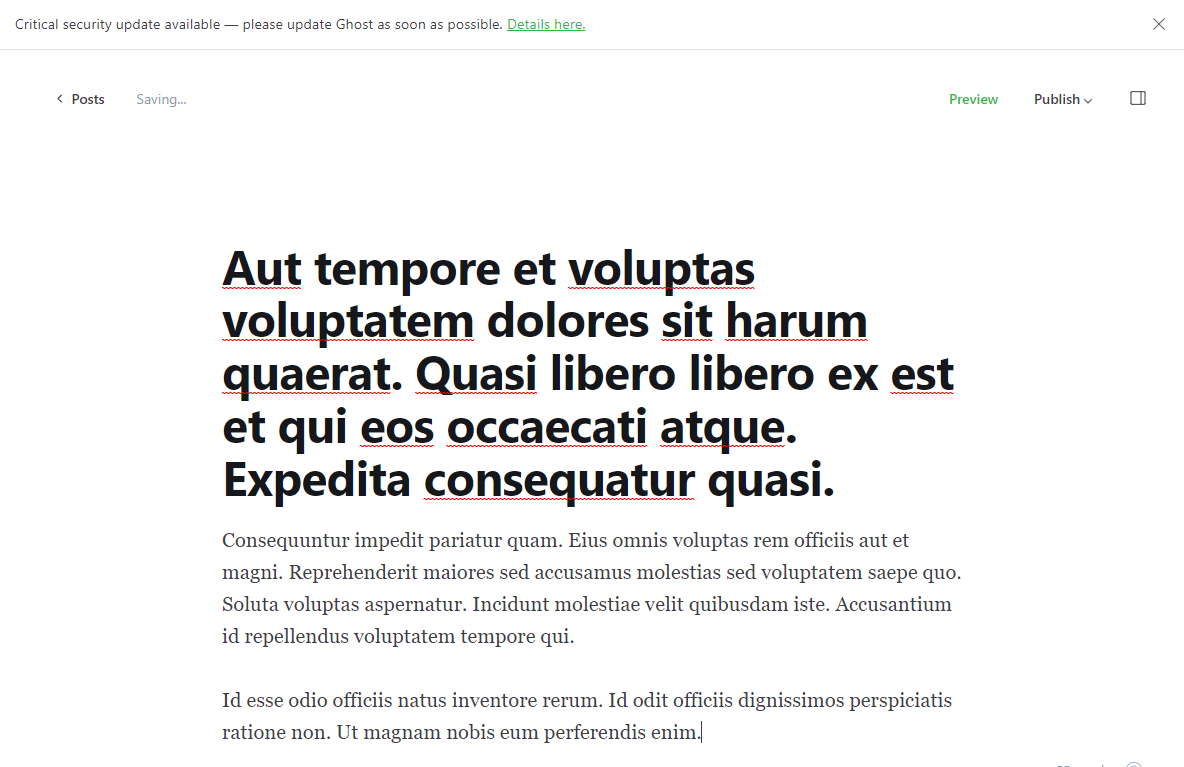 Critical security update available — please update Ghost as soon as possible. Details here.
Posts Saving... Preview Publish
Aut tempore et voluptas
voluptatem dolores sit harum
quaerat. Quasi libero libero ex est
et qui eos occaecati atque.
Expedita consequatur quasi.
Consequuntur impedit pariatur quam. Eius omnis voluptas rem officiis aut et
magni. Reprehenderit maiores sed accusamus molestias sed voluptatem saepe quo.
Soluta voluptas aspernatur. Incidunt molestiae velit quibusdam iste. Accusantium
id repellendus voluptatem tempore qui.
Id esse odio officiis natus inventore rerum. Id odit officiis dignissimos perspiciatis
ratione non. Ut magnam nobis eum perferendis enim.